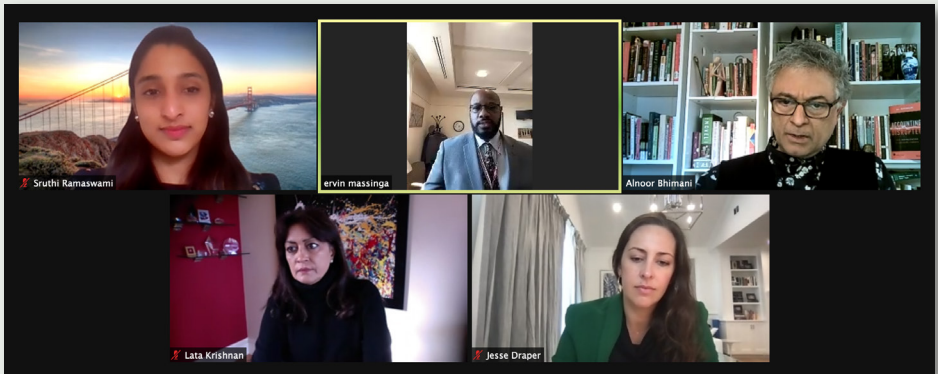 Sruthi Ramaswami
ervin massinga
Alnoor Bhimani
Lata Krishnan
Jesse Draper